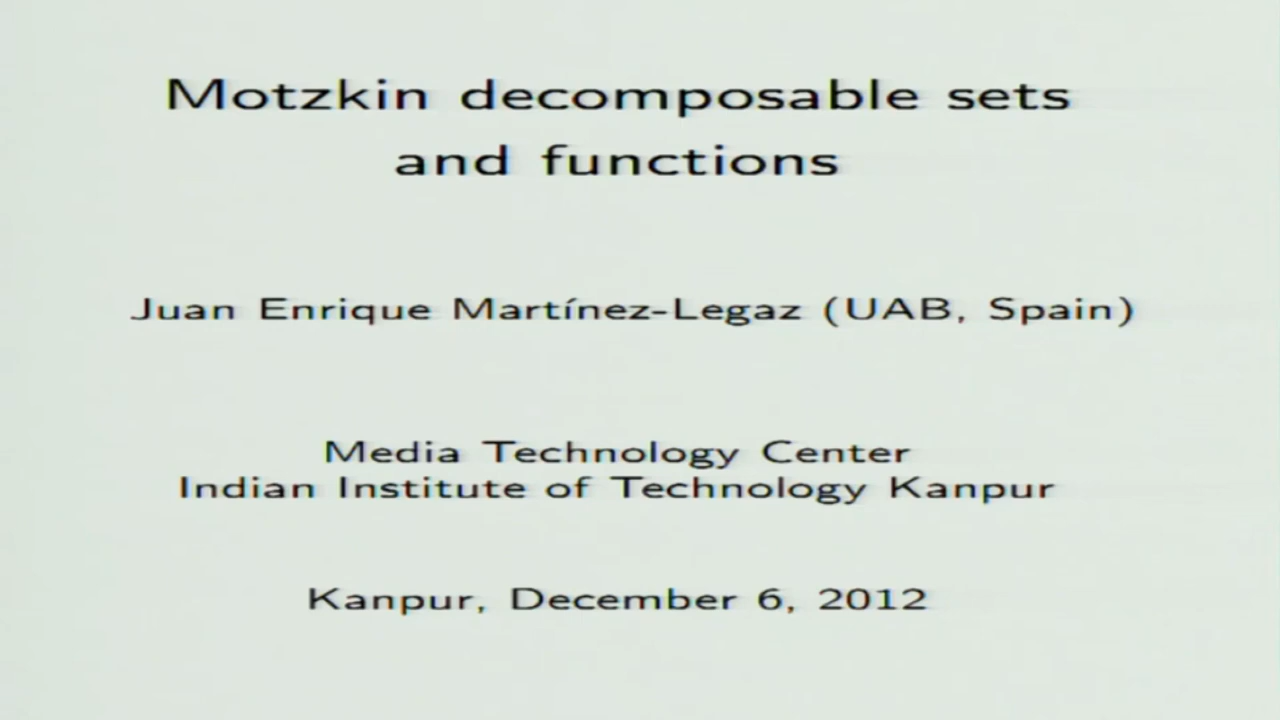 Motzkin decomposable sets
and functions
Juan Enrique Martínez-Legaz (UAB, Spain)
Media Technology Center
Indian Institute of Technology Kanpur
Kanpur, December 6, 2012